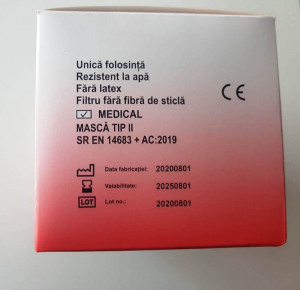 Unică folosință
Rezistent la apă
Fără latex
Filtru fără fibră de sticlă
MEDICAL
MASCĂ TIP II
SR EN 14683 + AC:2019
CE
Data fabricației: 20200801
Valabilitate: 20250801
LOT Lot no.: 20200801